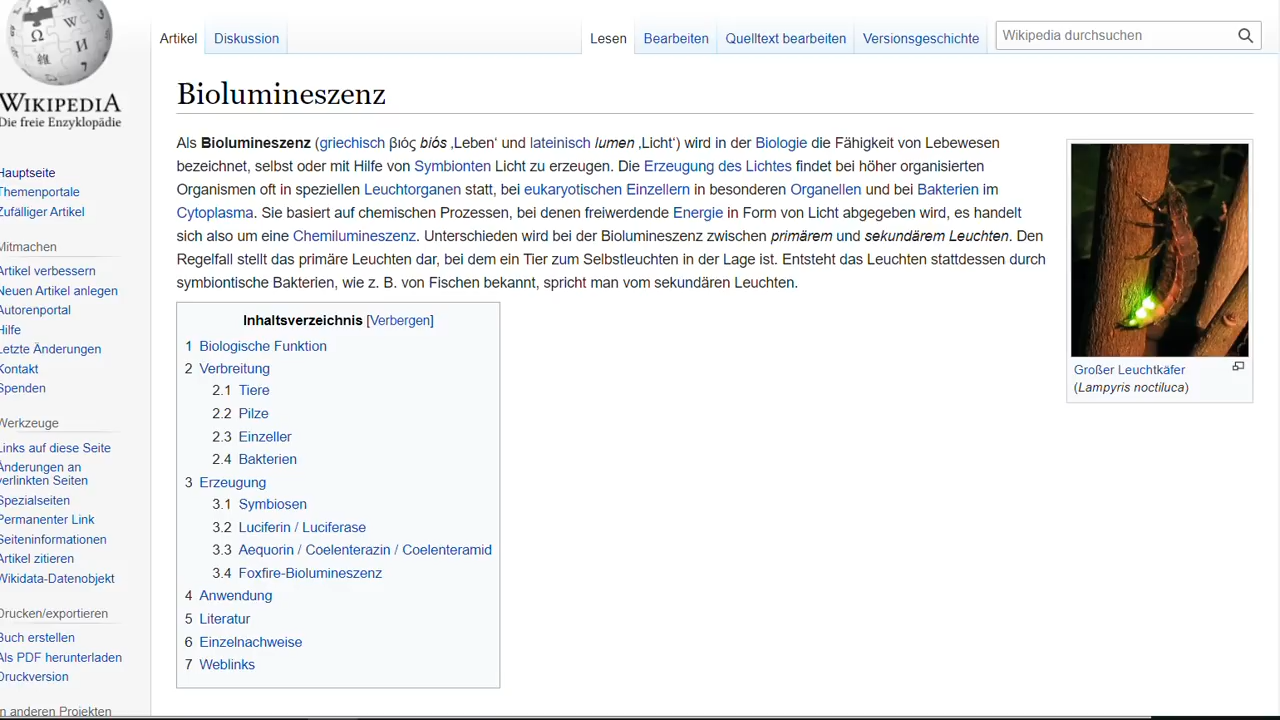 Artikel
Diskussion
Lesen
Bearbeiten
Quelltext bearbeiten
Versionsgeschichte
Wikipedia durchsuchen
WIKIPEDIA
Die freie Enzyklopädie
Hauptseite
Themenportale
Zufälliger Artikel
Mitmachen
Artikel verbessern
Neuen Artikel anlegen
Autorenportal
Hilfe
Letzte Änderungen
Kontakt
Spenden
Werkzeuge
Links auf diese Seite
Änderungen an
verlinkten Seiten
Spezialseiten
Permanenter Link
Seiteninformationen
Artikel zitieren
Wikidata-Datenobjekt
Drucken/exportieren
Buch erstellen
Als PDF herunterladen
Druckversion
In anderen Projekten
Biolumineszenz
Als Biolumineszenz (griechisch βιός biós ‚Leben‘ und lateinisch lumen ‚Licht‘) wird in der Biologie die Fähigkeit von Lebewesen
bezeichnet, selbst oder mit Hilfe von Symbionten Licht zu erzeugen. Die Erzeugung des Lichtes findet bei höher organisierten
Organismen oft in speziellen Leuchtorganen statt, bei eukaryotischen Einzellern in besonderen Organellen und bei Bakterien im
Cytoplasma. Sie basiert auf chemischen Prozessen, bei denen freiwerdende Energie in Form von Licht abgegeben wird, es handelt
sich also um eine Chemilumineszenz. Unterschieden wird bei der Biolumineszenz zwischen primärem und sekundärem Leuchten. Den
Regelfall stellt das primäre Leuchten dar, bei dem ein Tier zum Selbstleuchten in der Lage ist. Entsteht das Leuchten stattdessen durch
symbiontische Bakterien, wie z. B. von Fischen bekannt, spricht man vom sekundären Leuchten.
Großer Leuchtkäfer
(Lampyris noctiluca)
Inhaltsverzeichnis [Verbergen]
1 Biologische Funktion
2 Verbreitung
2.1 Tiere
2.2 Pilze
2.3 Einzeller
2.4 Bakterien
3 Erzeugung
3.1 Symbiosen
3.2 Luciferin / Luciferase
3.3 Aequorin / Coelenterazin / Coelenteramid
3.4 Foxfire-Biolumineszenz
4 Anwendung
5 Literatur
6 Einzelnachweise
7 Weblinks